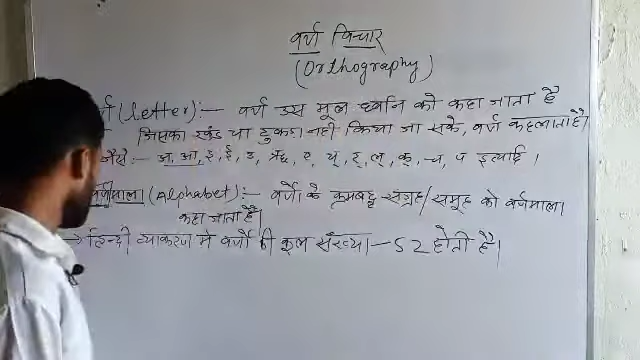 वर्ण विचार
(Orthography)
(Letter):- वर्ण उस मूल ध्वनि को कहा जाता है
जिसका खंड या टुकडा नही किया जा सके, वर्ण कहलाता है।
जैसे:- अ, आ, इ, ई, उ, ऋ, ए, य्, र्, ल्, क्, च, प इत्यादि।
वर्णमाला (Alphabet):- वर्णो के क्रमबद्ध संग्रह/समूह को वर्णमाला
कहा जाता है।
→ हिन्दी व्याकरण मे वर्णो की कुल संख्या - 52 होती है।